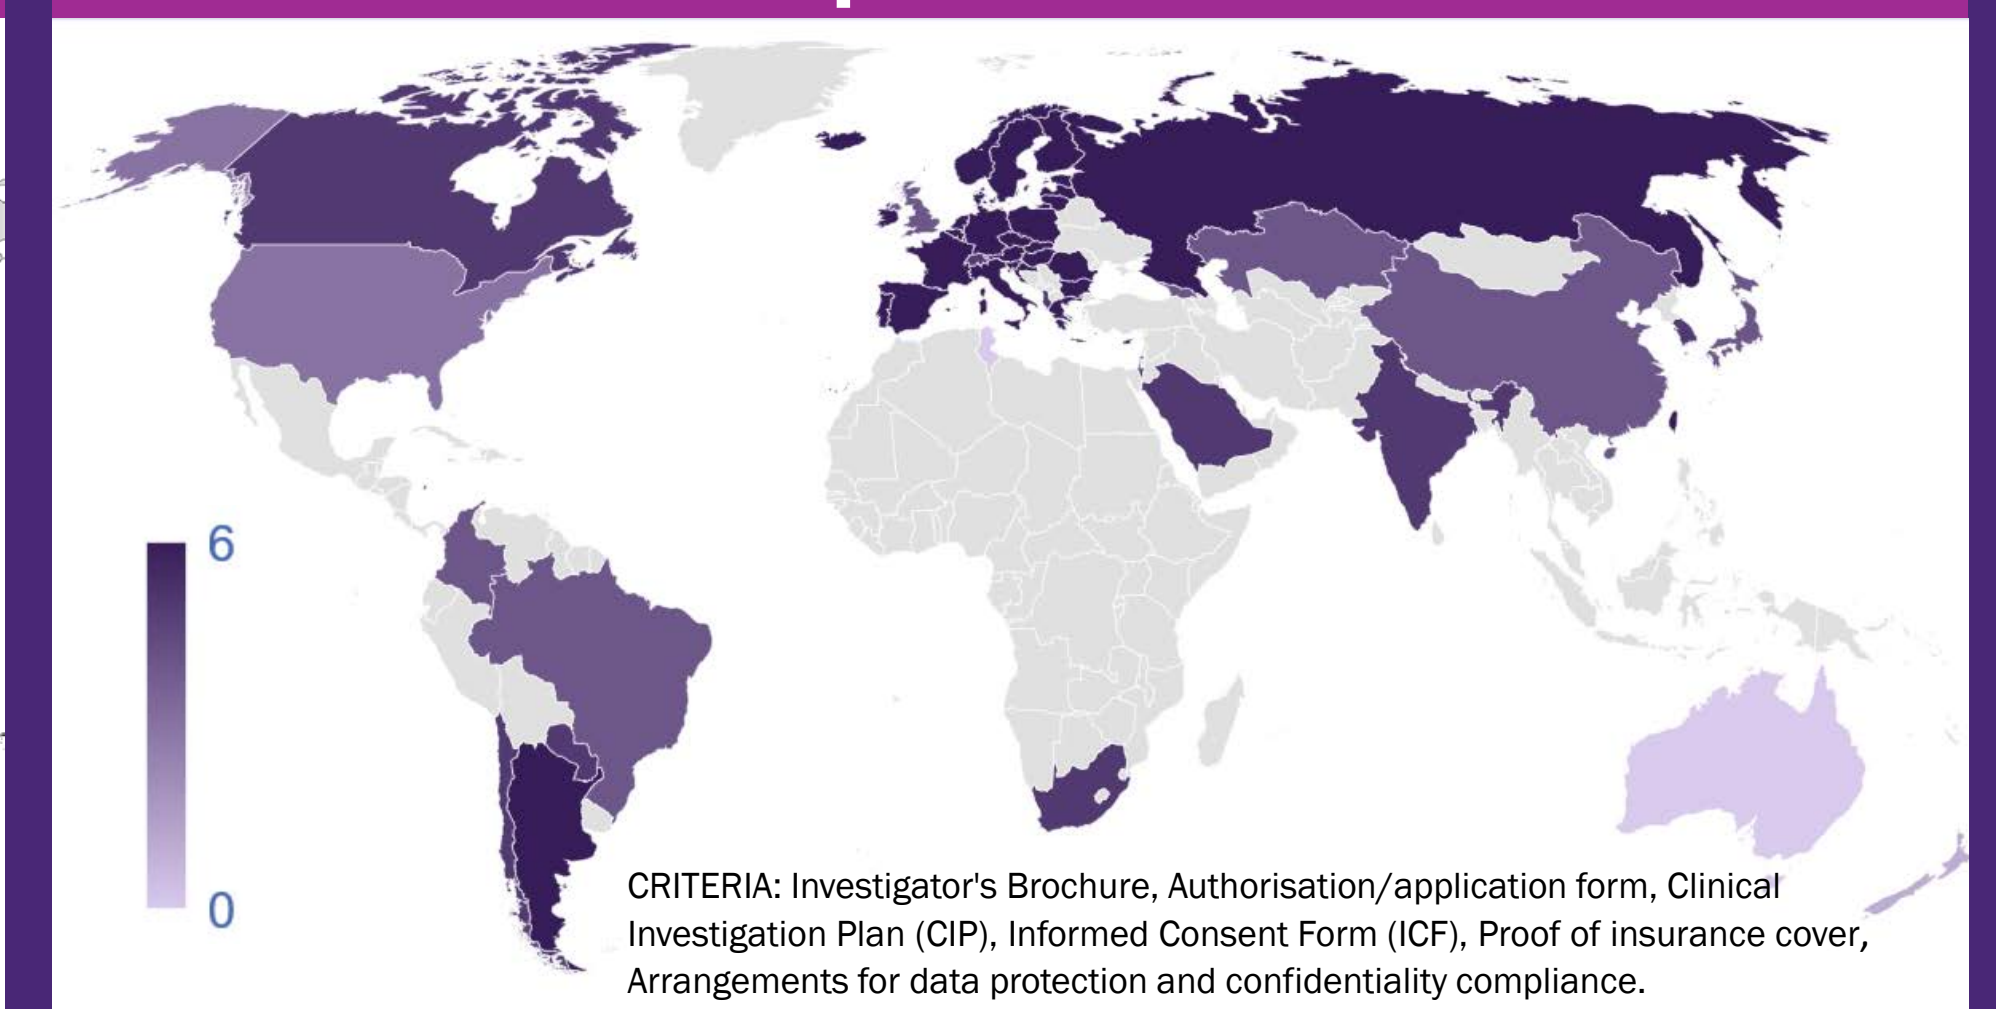 6
0
CRITERIA: Investigator's Brochure, Authorisation/application form, Clinical
Investigation Plan (CIP), Informed Consent Form (ICF), Proof of insurance cover,
Arrangements for data protection and confidentiality compliance.